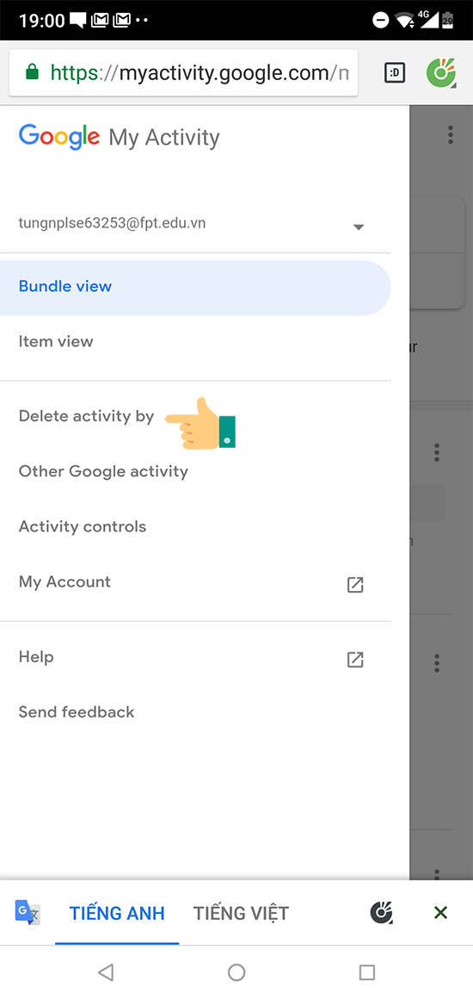 19:00
4G
29
https://myactivity.google.com/m
:D
Google My Activity
tungnplse63253@fpt.edu.vn
Bundle view
Item view
Delete activity by
Other Google activity
Activity controls
My Account
Help
Send feedback
TIẾNG ANH
TIẾNG VIỆT